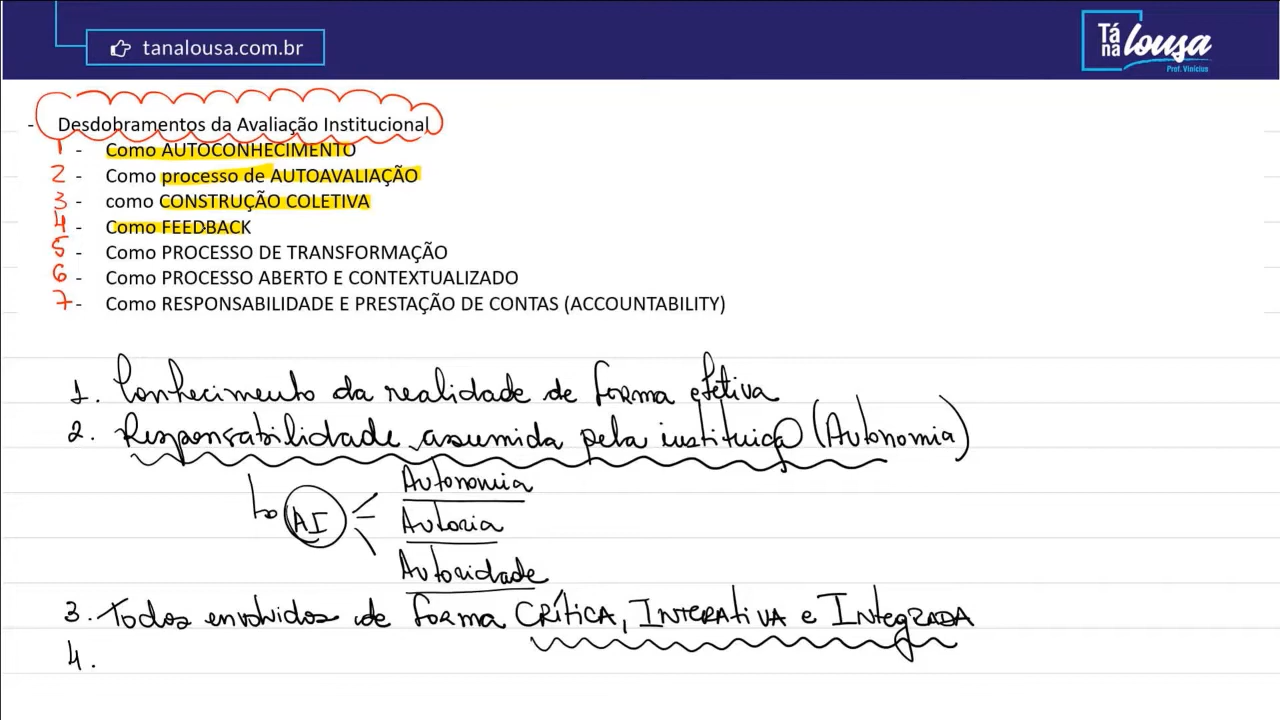 tanalousa.com.br
Tá na lousa
Prof. Vinícius
- Desdobramentos da Avaliação Institucional
1 - Como AUTOCONHECIMENTO
2 - Como processo de AUTOAVALIAÇÃO
3 - como CONSTRUÇÃO COLETIVA
4 - Como FEEDBACK
5 - Como PROCESSO DE TRANSFORMAÇÃO
6 - Como PROCESSO ABERTO E CONTEXTUALIZADO
7 - Como RESPONSABILIDADE E PRESTAÇÃO DE CONTAS (ACCOUNTABILITY)
1. Conhecimento da realidade de forma efetiva
2. Responsabilidade assumida pela instituiçõ (Autonomia)
Autonomia
AI Autoria
Autoridade
3. Todos envolvidos de forma CRÍTICA, INTERATIVA e INTEGRADA
4.